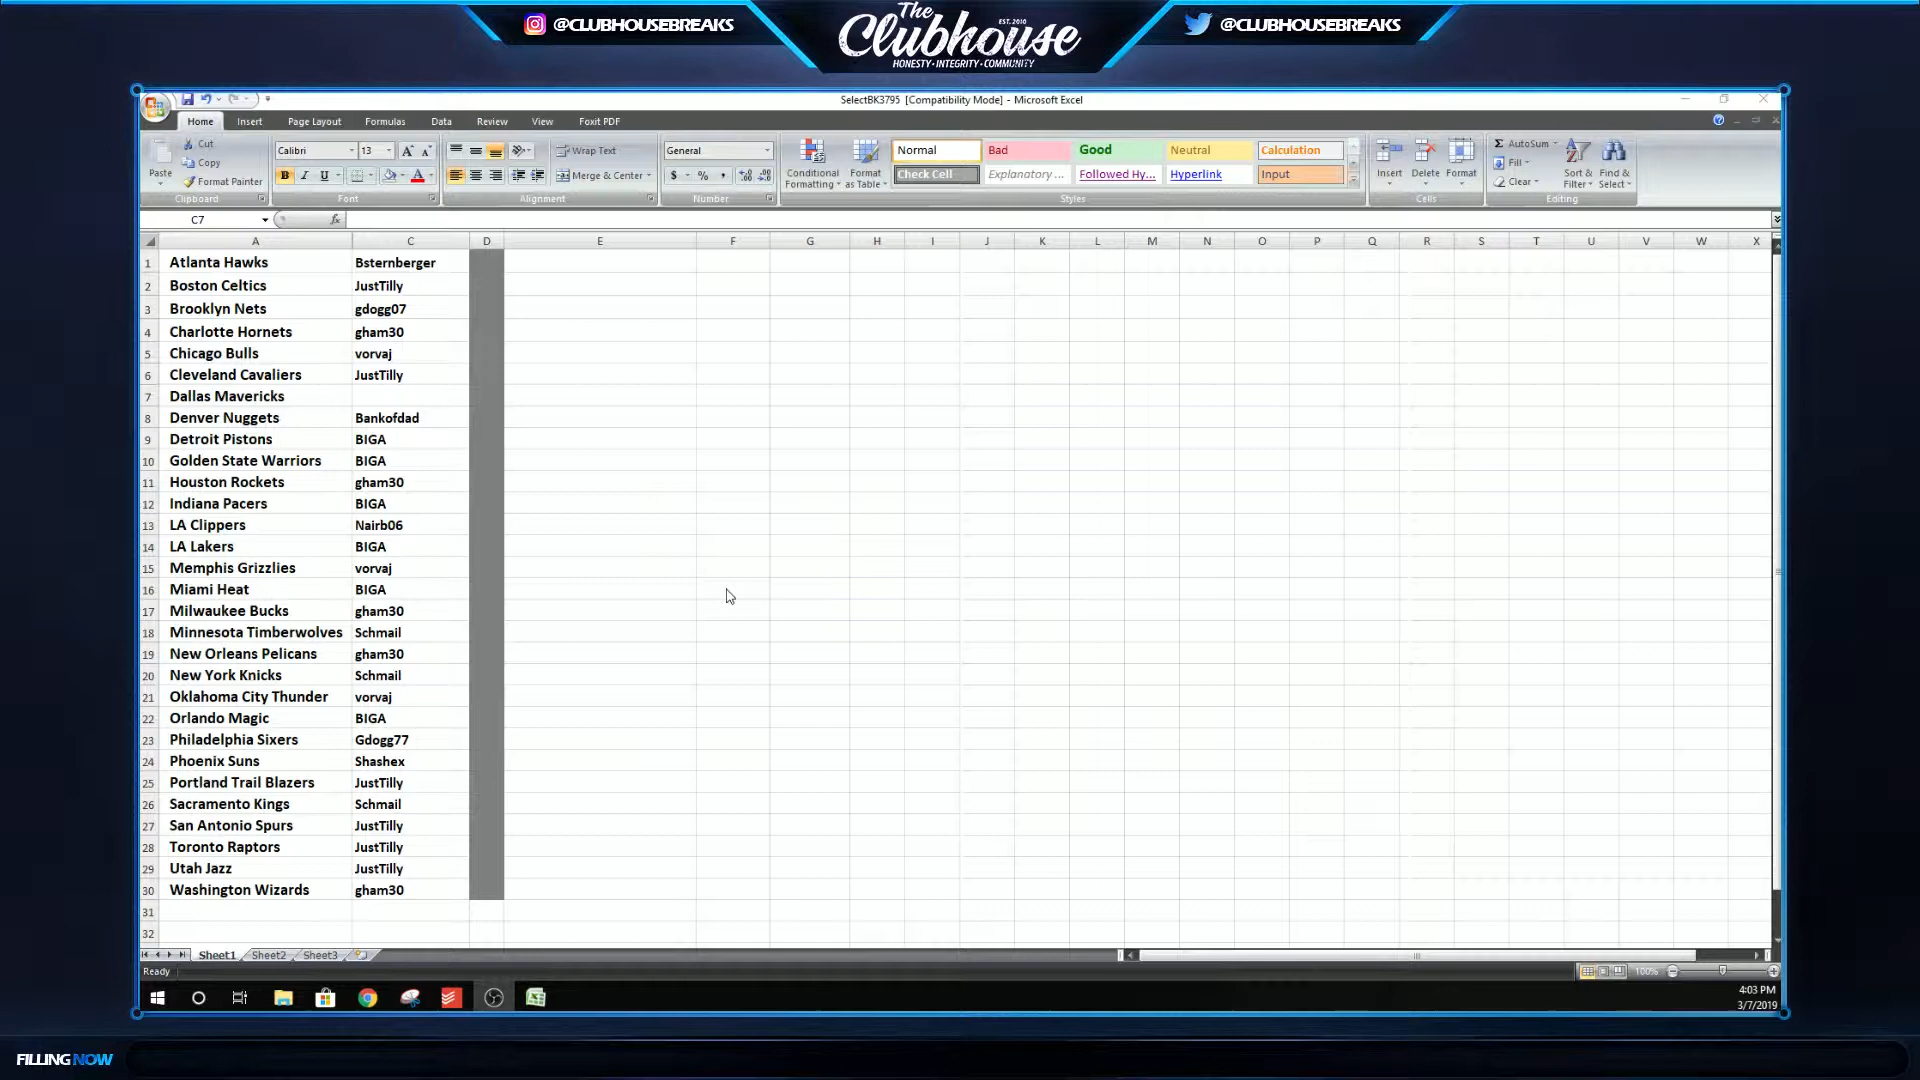 @CLUBHOUSEBREAKS
The Clubhouse
EST. 2010
HONESTY • INTEGRITY • COMMUNITY
@CLUBHOUSEBREAKS
SelectBK3795 [Compatibility Mode] - Microsoft Excel
Home Insert Page Layout Formulas Data Review View Foxit PDF
Paste Cut Copy Format Painter Clipboard
Calibri 13 B I U Font
Wrap Text Merge & Center Alignment
General $ % , Number
Conditional Formatting Format as Table
Normal Bad Good Neutral Calculation
Check Cell Explanatory ... Followed Hy... Hyperlink Input
Styles
Insert Delete Format Cells
AutoSum Fill Clear Sort & Filter Find & Select Editing
C7 fx
A C D E F G H I J K L M N O P Q R S T U V W X
1 Atlanta Hawks Bsternberger
2 Boston Celtics JustTilly
3 Brooklyn Nets gdogg07
4 Charlotte Hornets gham30
5 Chicago Bulls vorvaj
6 Cleveland Cavaliers JustTilly
7 Dallas Mavericks
8 Denver Nuggets Bankofdad
9 Detroit Pistons BIGA
10 Golden State Warriors BIGA
11 Houston Rockets gham30
12 Indiana Pacers BIGA
13 LA Clippers Nairb06
14 LA Lakers BIGA
15 Memphis Grizzlies vorvaj
16 Miami Heat BIGA
17 Milwaukee Bucks gham30
18 Minnesota Timberwolves Schmail
19 New Orleans Pelicans gham30
20 New York Knicks Schmail
21 Oklahoma City Thunder vorvaj
22 Orlando Magic BIGA
23 Philadelphia Sixers Gdogg77
24 Phoenix Suns Shashex
25 Portland Trail Blazers JustTilly
26 Sacramento Kings Schmail
27 San Antonio Spurs JustTilly
28 Toronto Raptors JustTilly
29 Utah Jazz JustTilly
30 Washington Wizards gham30
31
32
Sheet1 Sheet2 Sheet3
Ready 100%
4:03 PM
3/7/2019
FILLING NOW